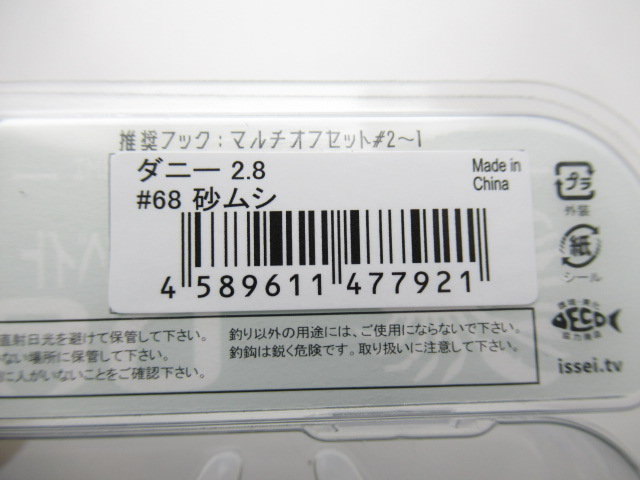 推奨フック：マルチオフセット#2～1
ダニー 2.8
#68 砂ムシ
Made in
China
4 589611 477921
プラ
外装
紙
シール
ECO
issei.tv
直射日光を避けて保管して下さい。
ない場所に保管して下さい。
に人がいないことをご確認下さい。
釣り以外の用途には、ご使用にならないで下さい。
釣鈎は鋭く危険です。取り扱いに注意して下さい。